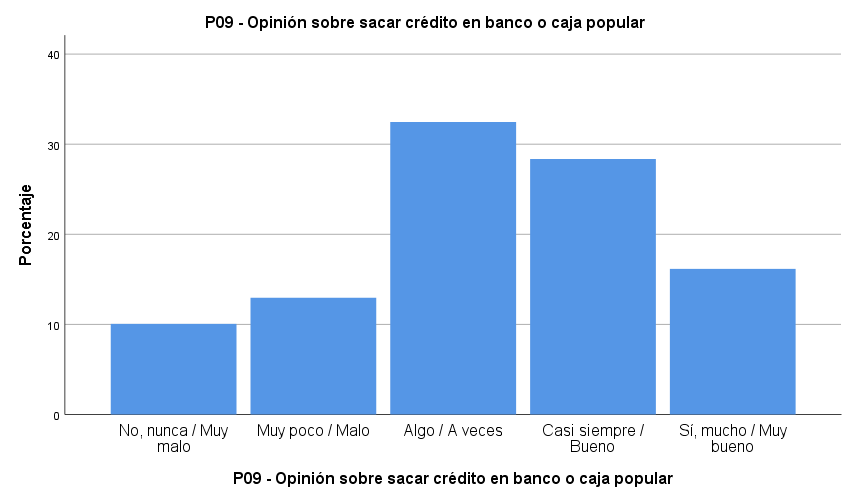 P09 - Opinión sobre sacar crédito en banco o caja popular
Porcentaje
40
30
20
10
0
No, nunca / Muy
malo
Muy poco / Malo
Algo / A veces
Casi siempre /
Bueno
Sí, mucho / Muy
bueno
P09 - Opinión sobre sacar crédito en banco o caja popular